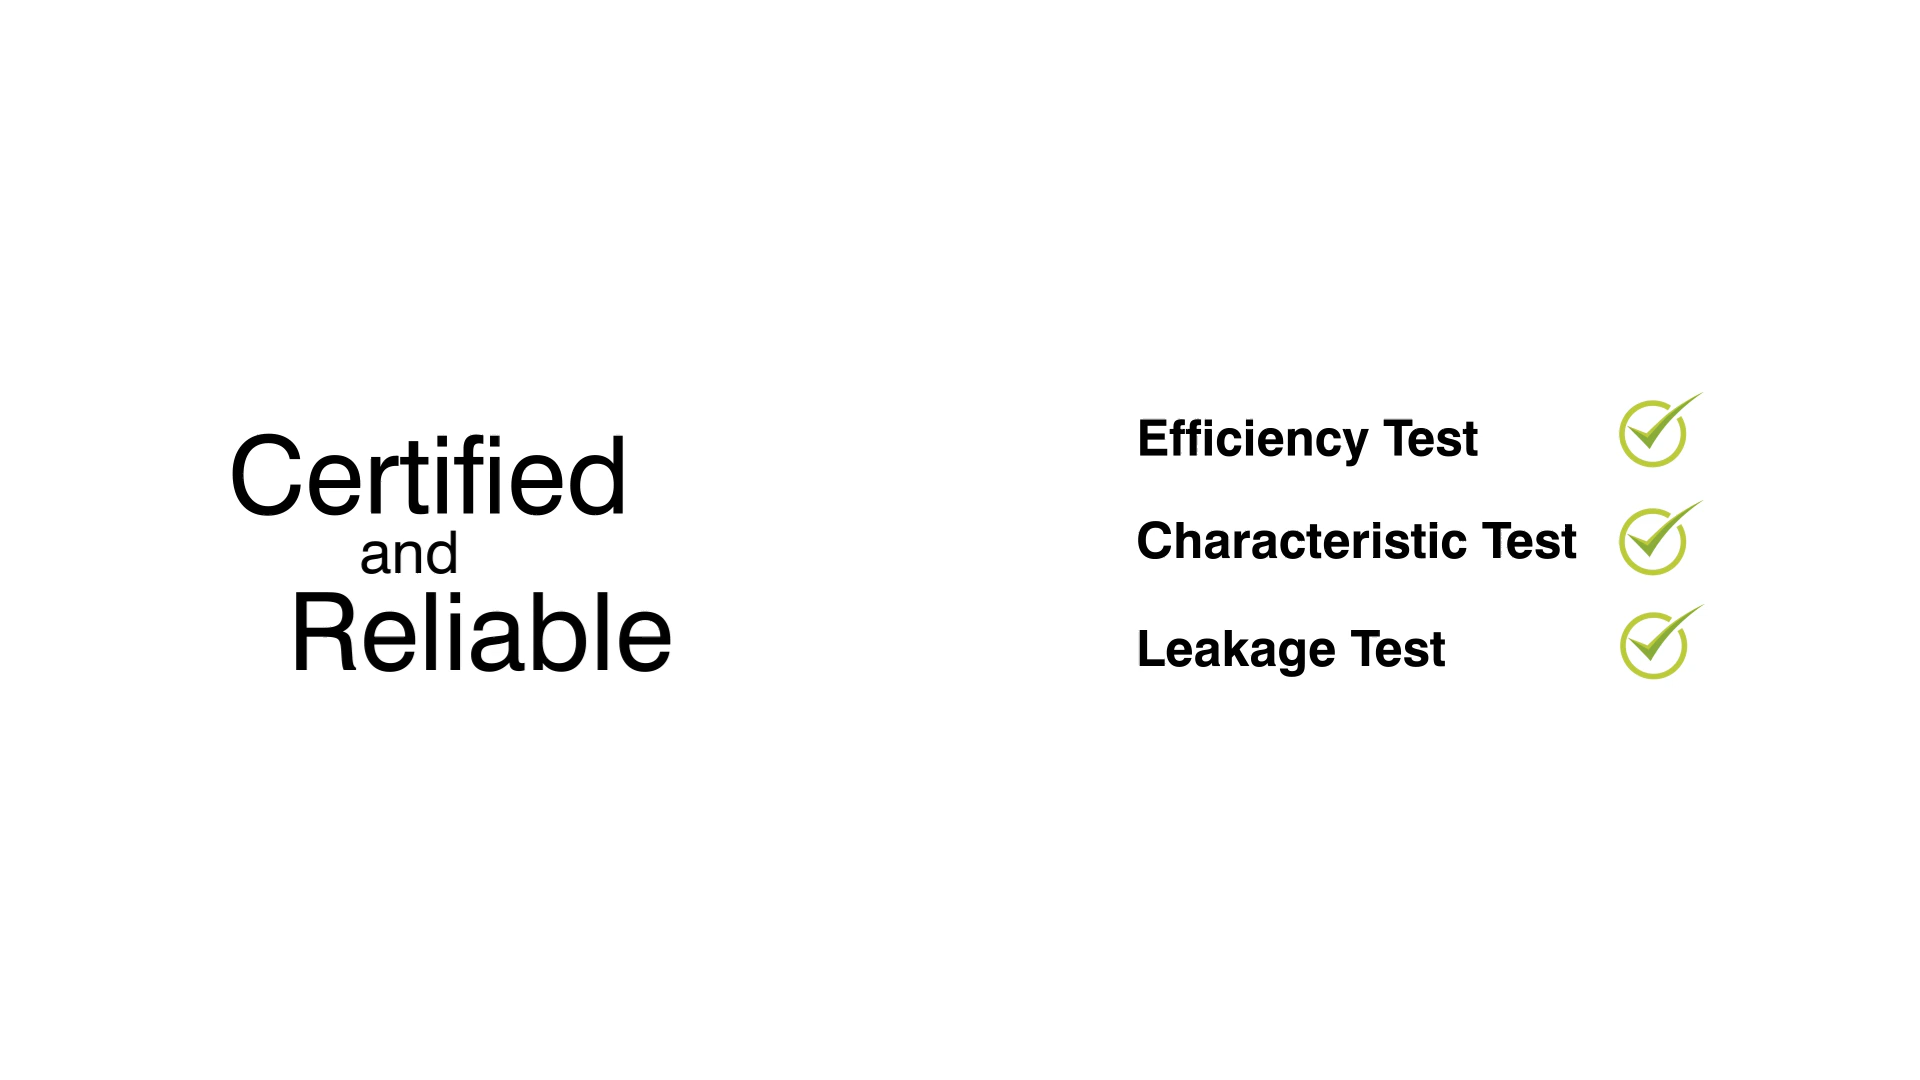 Certified
and
Reliable
Efficiency Test
Characteristic Test
Leakage Test